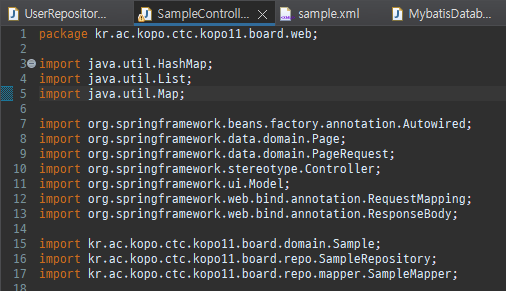 UserRepositor... SampleControll... sample.xml MybatisDatab...
1 package kr.ac.kopo.ctc.kopo11.board.web;
2
3 import java.util.HashMap;
4 import java.util.List;
5 import java.util.Map;
6
7 import org.springframework.beans.factory.annotation.Autowired;
8 import org.springframework.data.domain.Page;
9 import org.springframework.data.domain.PageRequest;
10 import org.springframework.stereotype.Controller;
11 import org.springframework.ui.Model;
12 import org.springframework.web.bind.annotation.RequestMapping;
13 import org.springframework.web.bind.annotation.ResponseBody;
14
15 import kr.ac.kopo.ctc.kopo11.board.domain.Sample;
16 import kr.ac.kopo.ctc.kopo11.board.repo.SampleRepository;
17 import kr.ac.kopo.ctc.kopo11.board.repo.mapper.SampleMapper;
18